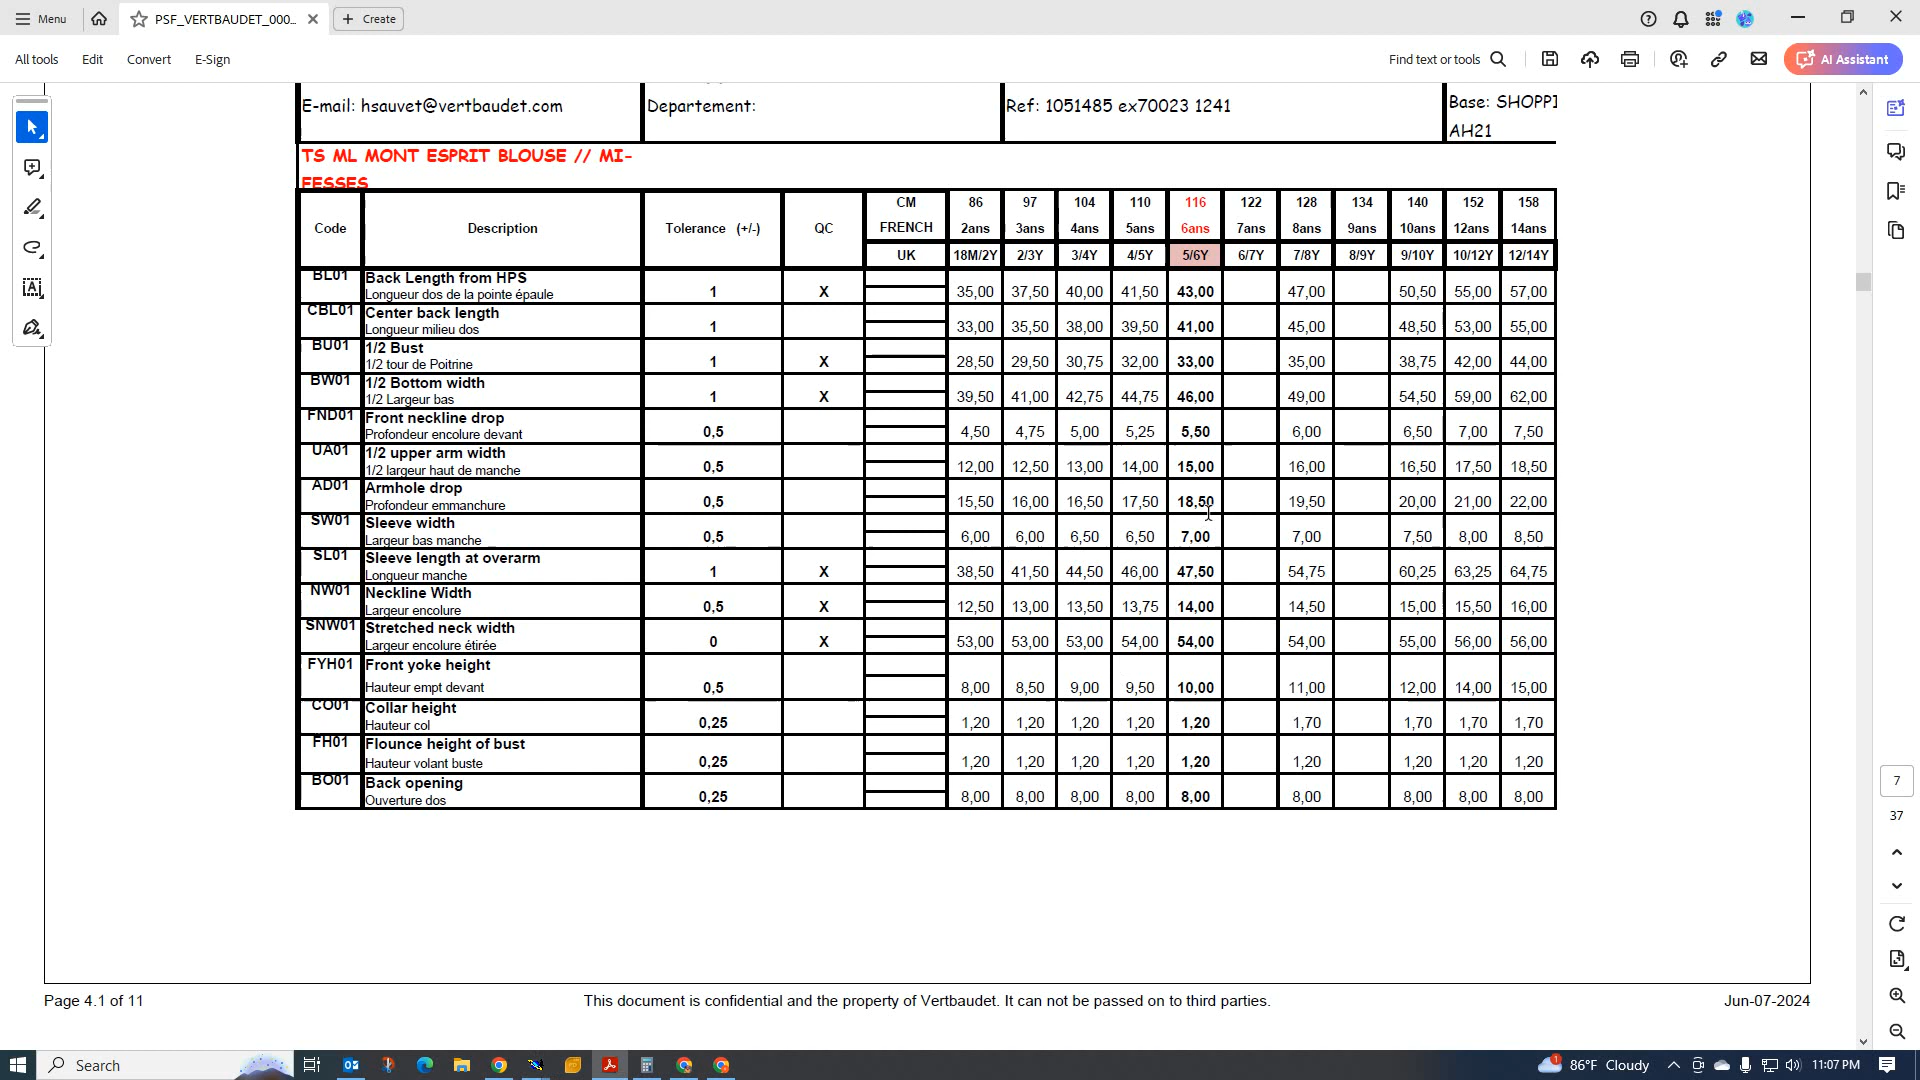 Menu
PSF_VERTBAUDET_000...
Create
All tools
Edit
Convert
E-Sign
Find text or tools
AI Assistant
E-mail: hsauvet@vertbaudet.com
Departement:
Ref: 1051485 ex70023 1241
Base: SHOPPI
AH21
TS ML MONT ESPRIT BLOUSE // MI-
FESSES
CM 86 97 104 110 116 122 128 134 140 152 158
Code Description Tolerance (+/-) QC FRENCH 2ans 3ans 4ans 5ans 6ans 7ans 8ans 9ans 10ans 12ans 14ans
UK 18M/2Y 2/3Y 3/4Y 4/5Y 5/6Y 6/7Y 7/8Y 8/9Y 9/10Y 10/12Y 12/14Y
BL01 Back Length from HPS
Longueur dos de la pointe épaule 1 X 35,00 37,50 40,00 41,50 43,00 47,00 50,50 55,00 57,00
CBL01 Center back length
Longueur milieu dos 1 33,00 35,50 38,00 39,50 41,00 45,00 48,50 53,00 55,00
BU01 1/2 Bust
1/2 tour de Poitrine 1 X 28,50 29,50 30,75 32,00 33,00 35,00 38,75 42,00 44,00
BW01 1/2 Bottom width
1/2 Largeur bas 1 X 39,50 41,00 42,75 44,75 46,00 49,00 54,50 59,00 62,00
FND01 Front neckline drop
Profondeur encolure devant 0,5 4,50 4,75 5,00 5,25 5,50 6,00 6,50 7,00 7,50
UA01 1/2 upper arm width
1/2 largeur haut de manche 0,5 12,00 12,50 13,00 14,00 15,00 16,00 16,50 17,50 18,50
AD01 Armhole drop
Profondeur emmanchure 0,5 15,50 16,00 16,50 17,50 18,50 19,50 20,00 21,00 22,00
SW01 Sleeve width
Largeur bas manche 0,5 6,00 6,00 6,50 6,50 7,00 7,00 7,50 8,00 8,50
SL01 Sleeve length at overarm
Longueur manche 1 X 38,50 41,50 44,50 46,00 47,50 54,75 60,25 63,25 64,75
NW01 Neckline Width
Largeur encolure 0,5 X 12,50 13,00 13,50 13,75 14,00 14,50 15,00 15,50 16,00
SNW01 Stretched neck width
Largeur encolure étirée 0 X 53,00 53,00 53,00 54,00 54,00 54,00 55,00 56,00 56,00
FYH01 Front yoke height
Hauteur empt devant 0,5 8,00 8,50 9,00 9,50 10,00 11,00 12,00 14,00 15,00
CO01 Collar height
Hauteur col 0,25 1,20 1,20 1,20 1,20 1,20 1,70 1,70 1,70 1,70
FH01 Flounce height of bust
Hauteur volant buste 0,25 1,20 1,20 1,20 1,20 1,20 1,20 1,20 1,20 1,20
BO01 Back opening
Ouverture dos 0,25 8,00 8,00 8,00 8,00 8,00 8,00 8,00 8,00 8,00
7
37
Page 4.1 of 11
This document is confidential and the property of Vertbaudet. It can not be passed on to third parties.
Jun-07-2024
Search
86°F Cloudy
11:07 PM